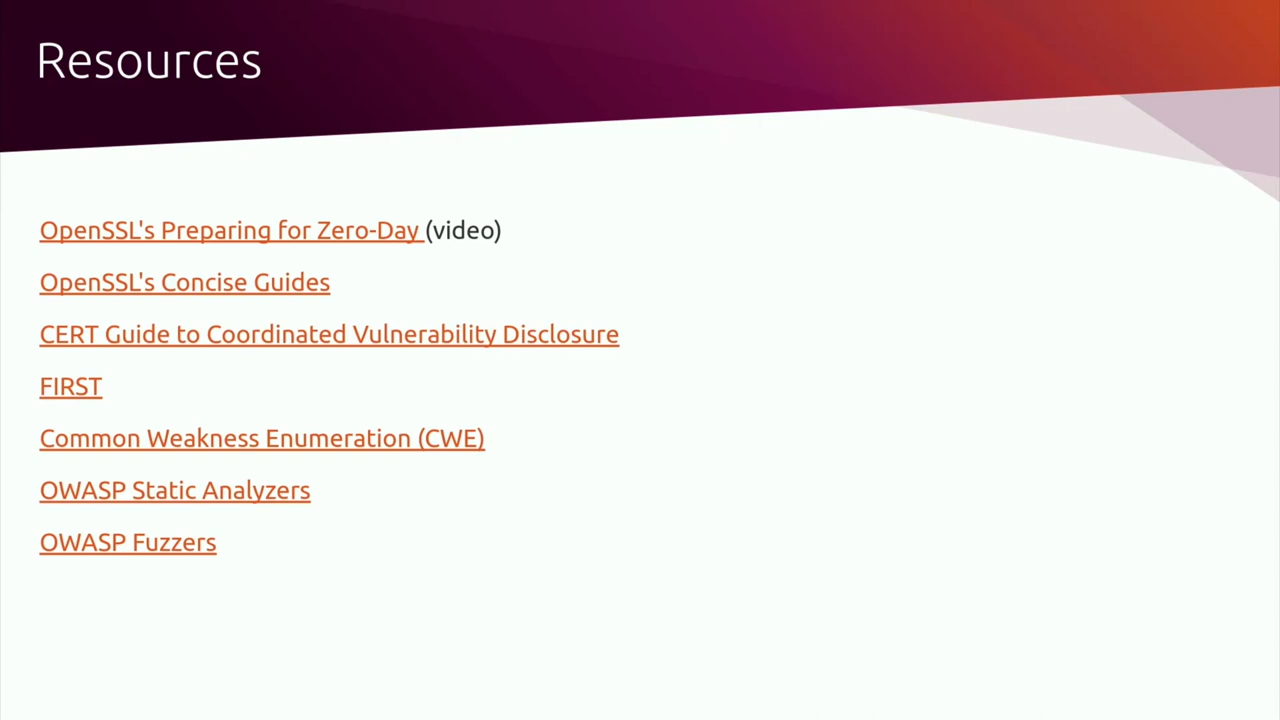 Resources
OpenSSL's Preparing for Zero-Day (video)
OpenSSL's Concise Guides
CERT Guide to Coordinated Vulnerability Disclosure
FIRST
Common Weakness Enumeration (CWE)
OWASP Static Analyzers
OWASP Fuzzers